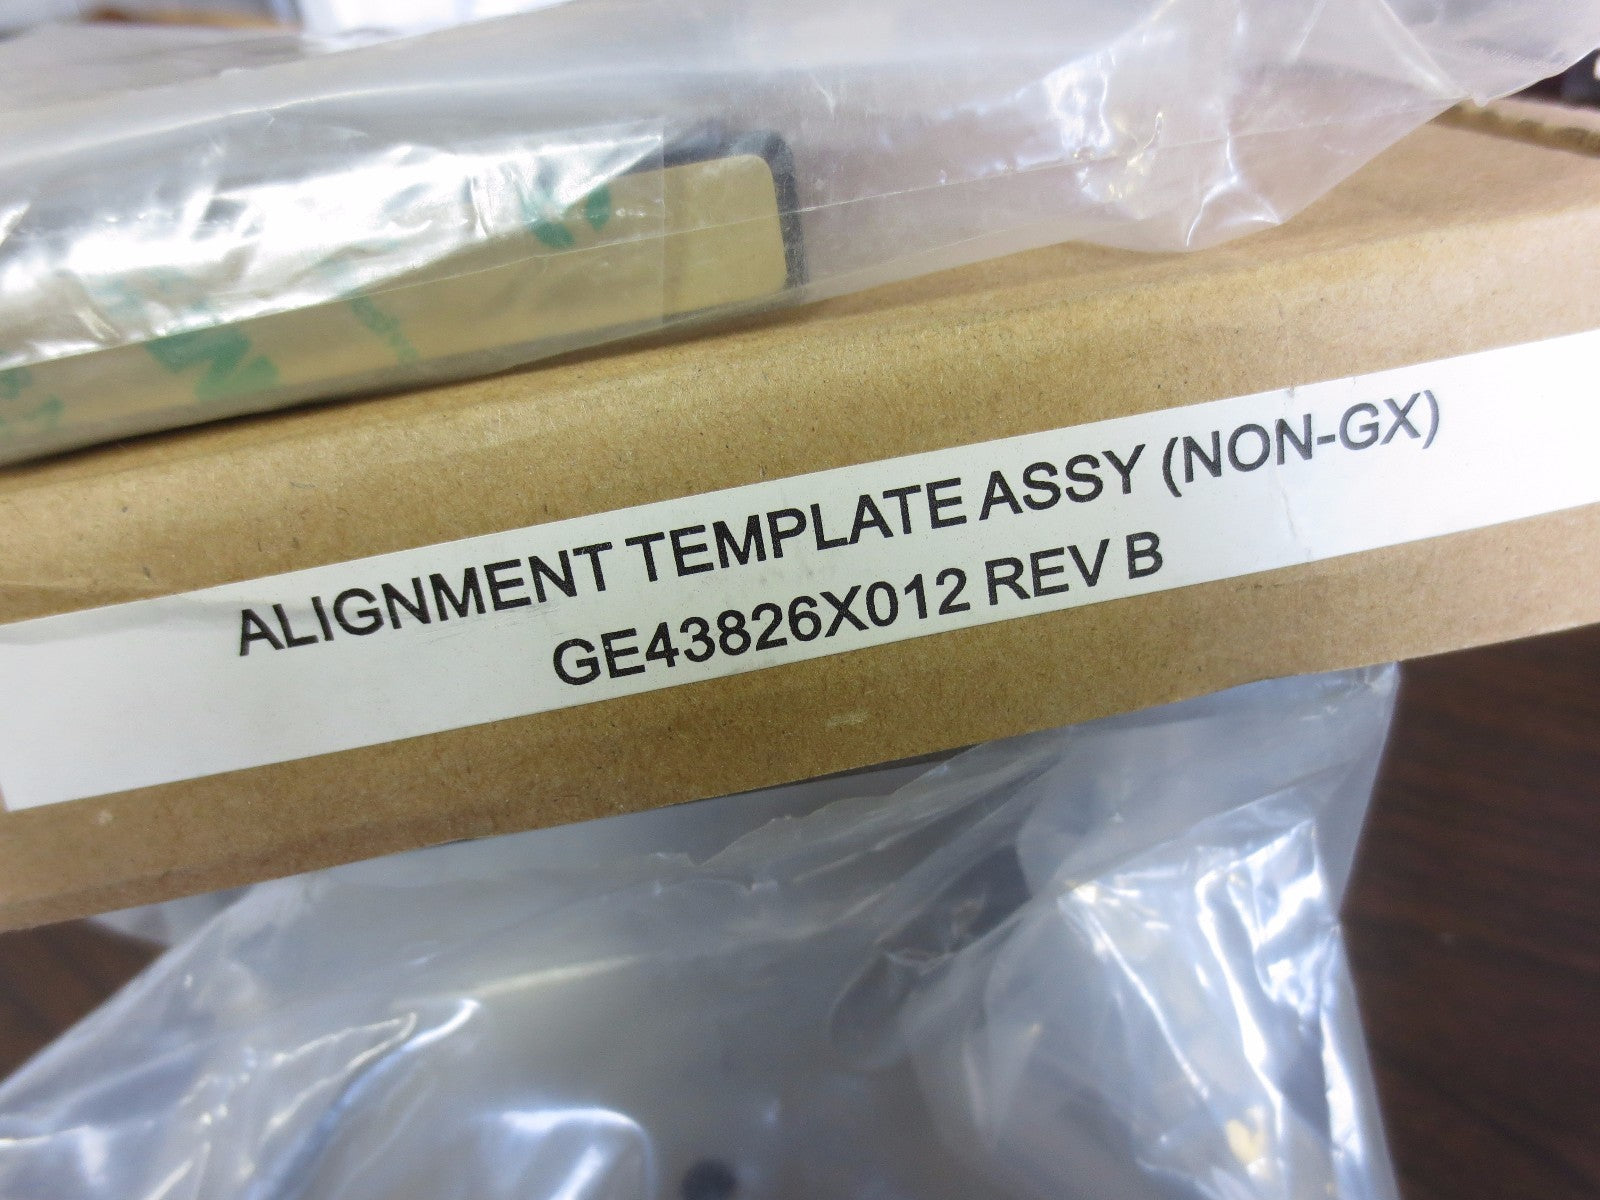 ALIGNMENT TEMPLATE ASSY (NON-GX)
GE43826X012 REV B